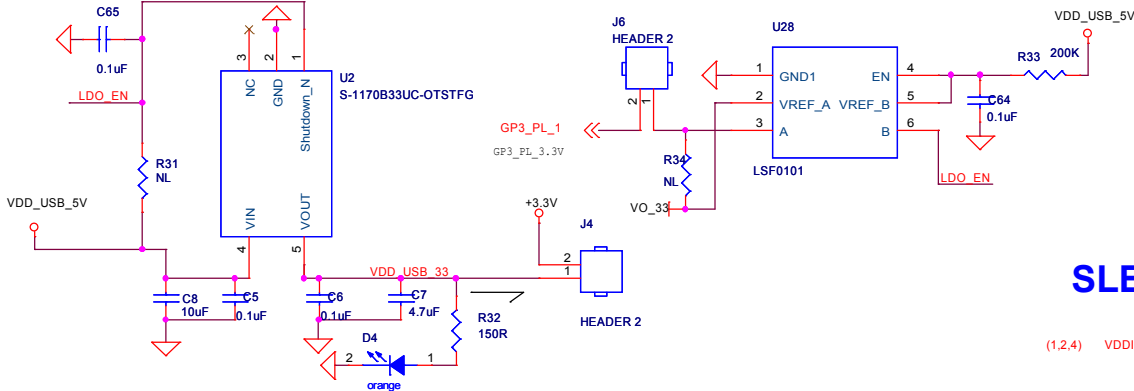 C65
0.1uF
LDO_EN
3
2
1
NC
GND
Shutdown_N
U2
S-1170B33UC-OTSTFG
R31
NL
VDD_USB_5V
VIN
VOUT
4
5
C8
10uF
C5
0.1uF
C6
0.1uF
VDD_USB_33
C7
4.7uF
R32
150R
D4
2
1
orange
+3.3V
J4
2
1
HEADER 2
J6
HEADER 2
2
1
GP3_PL_1
GP3_PL_3.3V
R34
NL
VO_33
U28
1
GND1
EN
4
2
VREF_A
VREF_B
5
3
A
B
6
LSF0101
LDO_EN
VDD_USB_5V
R33
200K
C64
0.1uF
SLE
(1,2,4)
VDDI